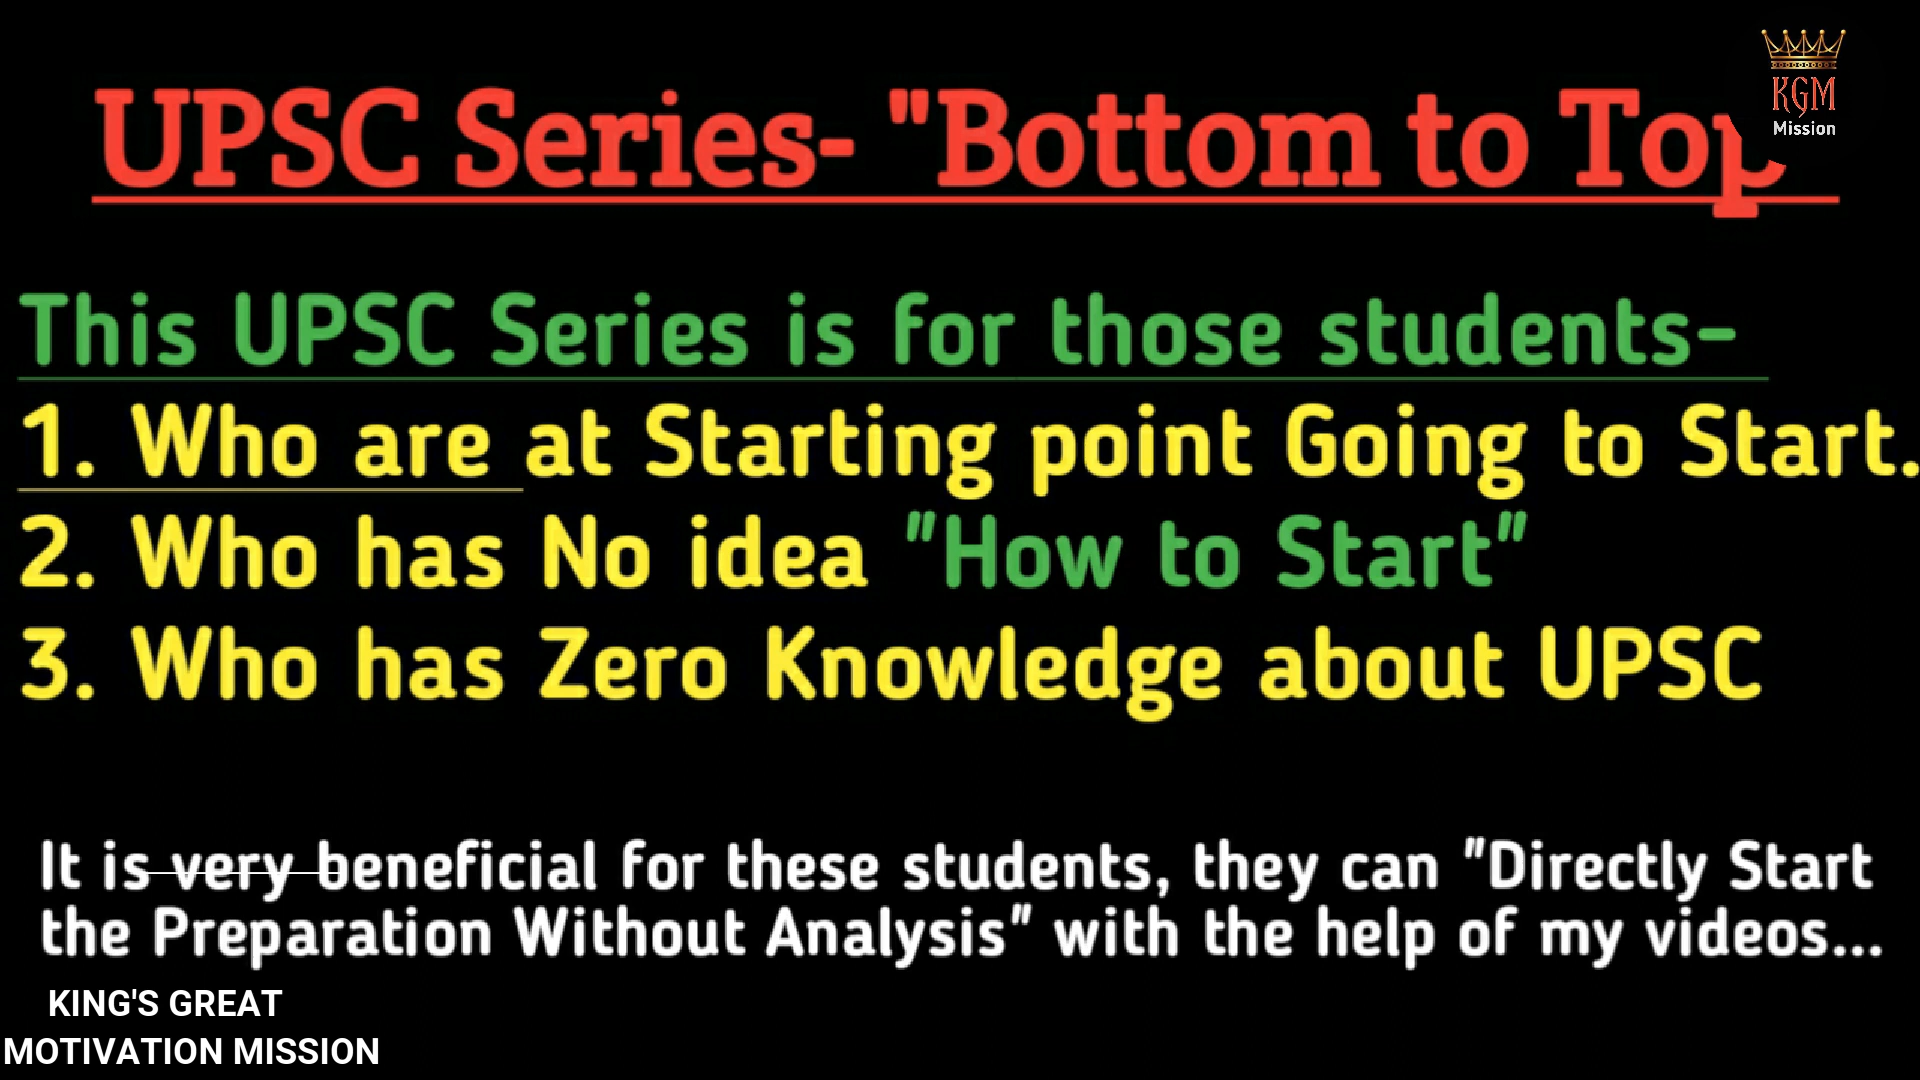 KGM
Mission
UPSC Series- "Bottom to Top
This UPSC Series is for those students-
1. Who are at Starting point Going to Start.
2. Who has No idea "How to Start"
3. Who has Zero Knowledge about UPSC
It is very beneficial for these students, they can "Directly Start
the Preparation Without Analysis" with the help of my videos...
KING'S GREAT
MOTIVATION MISSION